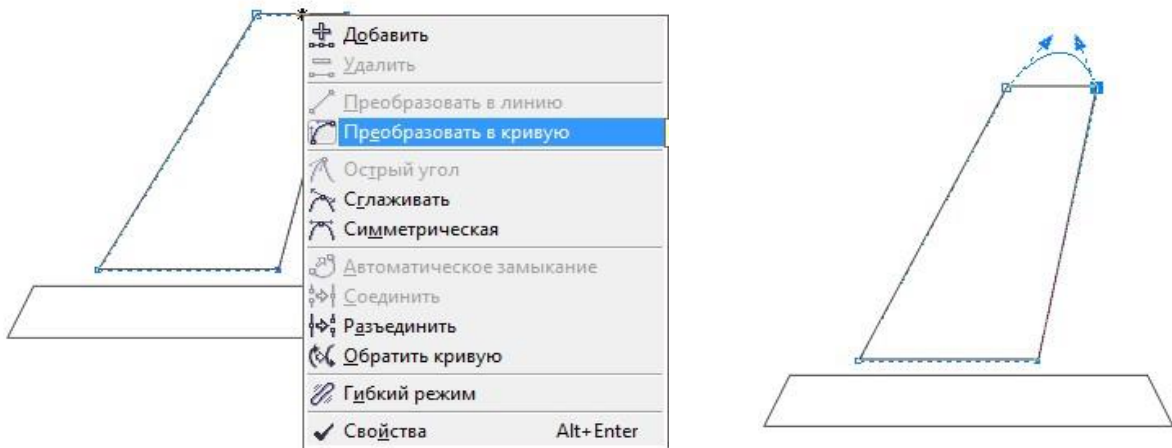 Добавить
Удалить
Преобразовать в линию
Преобразовать в кривую
Острый угол
Сглаживать
Симметрическая
Автоматическое замыкание
Соединить
Разъединить
Обратить кривую
Гибкий режим
Свойства Alt+Enter